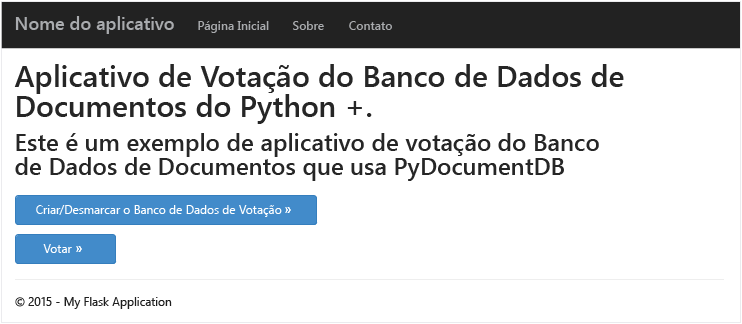 Nome do aplicativo Página Inicial Sobre Contato
Aplicativo de Votação do Banco de Dados de
Documentos do Python +.
Este é um exemplo de aplicativo de votação do Banco
de Dados de Documentos que usa PyDocumentDB
Criar/Desmarcar o Banco de Dados de Votação »
Votar »
© 2015 - My Flask Application